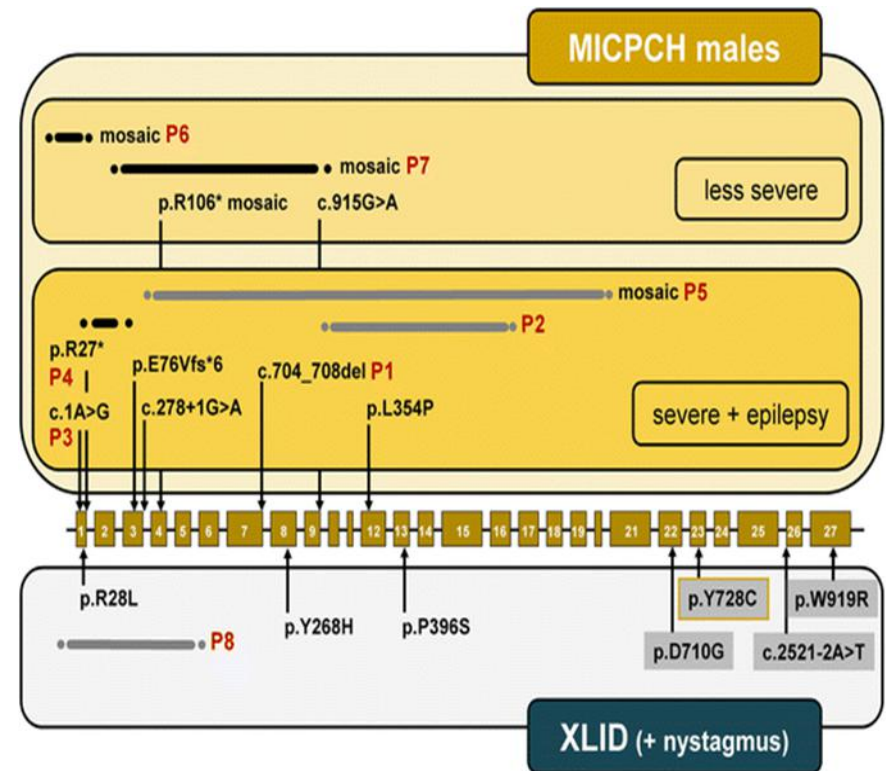 MICPCH males
mosaic P6
mosaic P7
less severe
p.R106* mosaic c.915G>A
mosaic P5
P2
p.R27*
P4
p.E76Vfs*6
c.704_708del P1
c.1A>G
P3
c.278+1G>A
p.L354P
severe + epilepsy
1 2 3 4 5 6 7 8 9 12 13 14 15 16 17 18 19 21 22 23 24 25 26 27
p.R28L
p.Y268H
p.P396S
p.Y728C
p.W919R
P8
p.D710G
c.2521-2A>T
XLID (+ nystagmus)